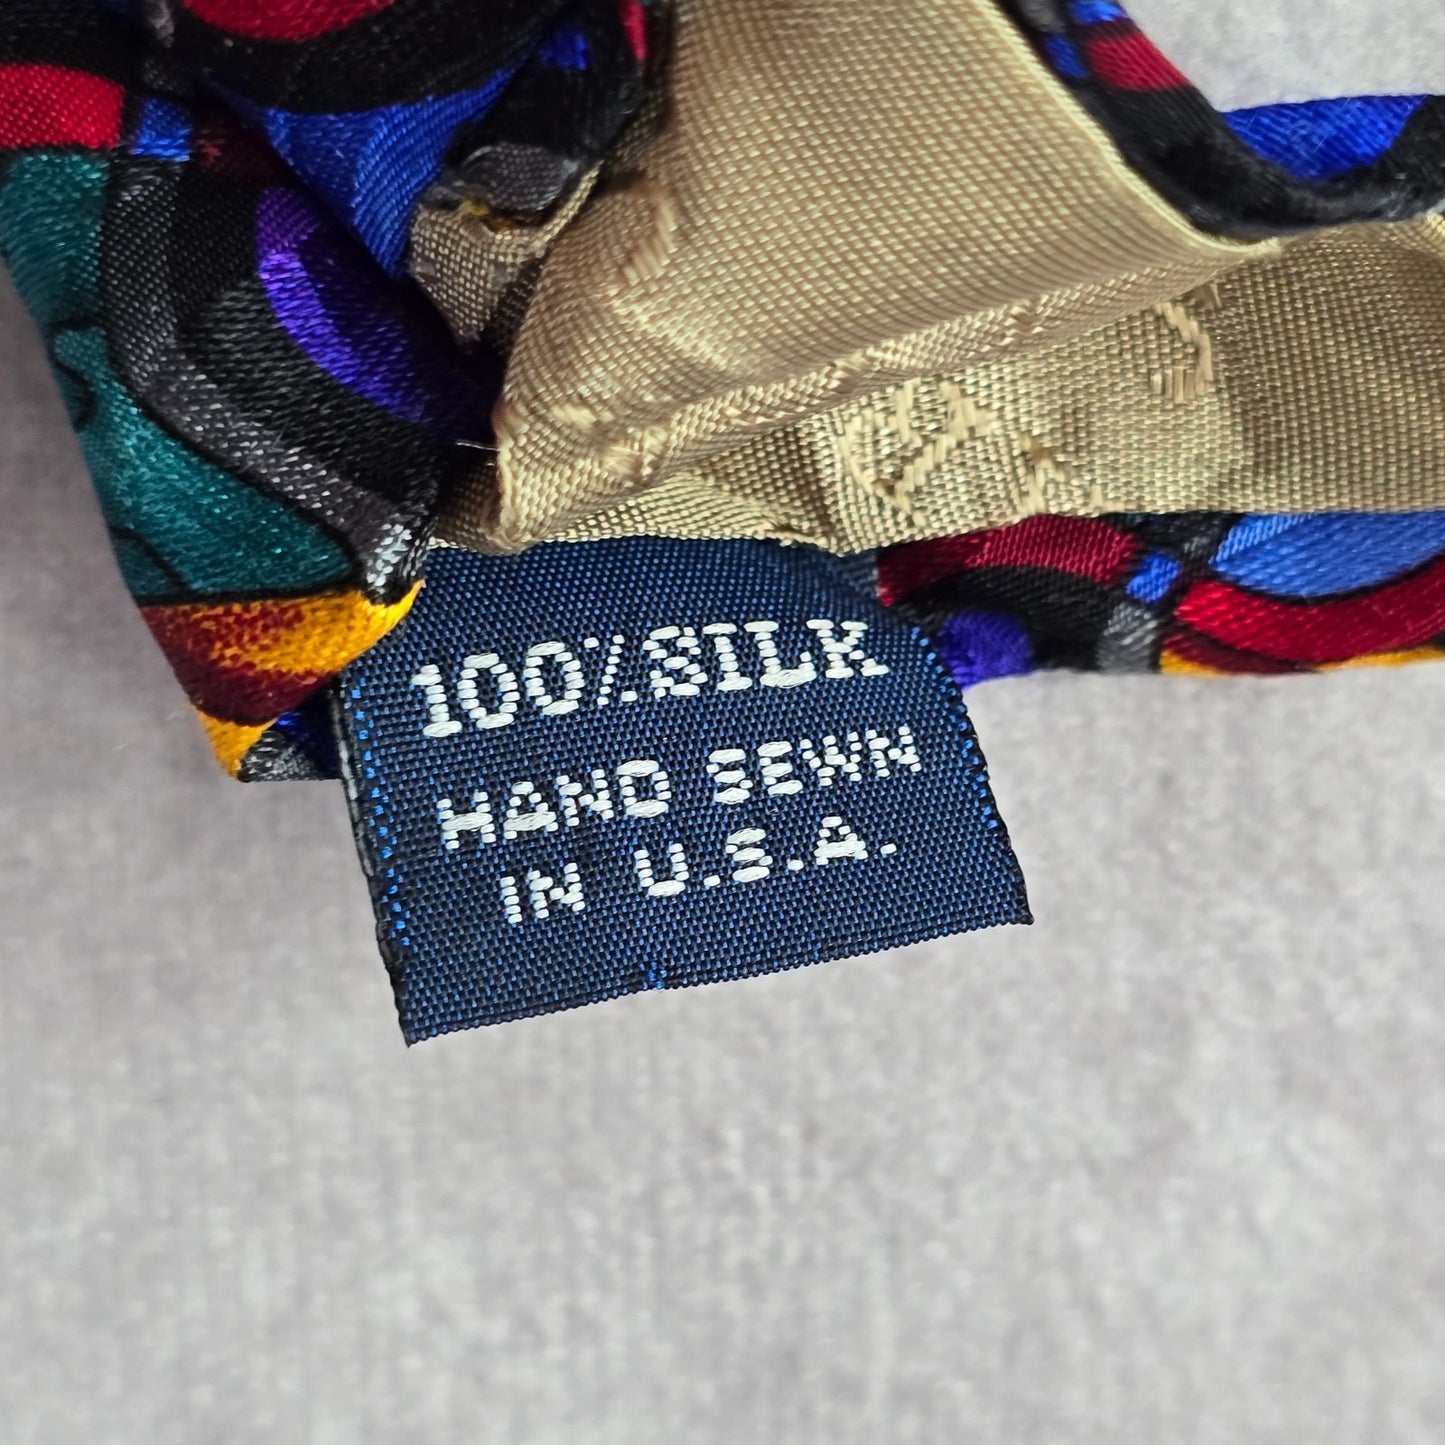 100% SILK
HAND SEWN
IN U.S.A.